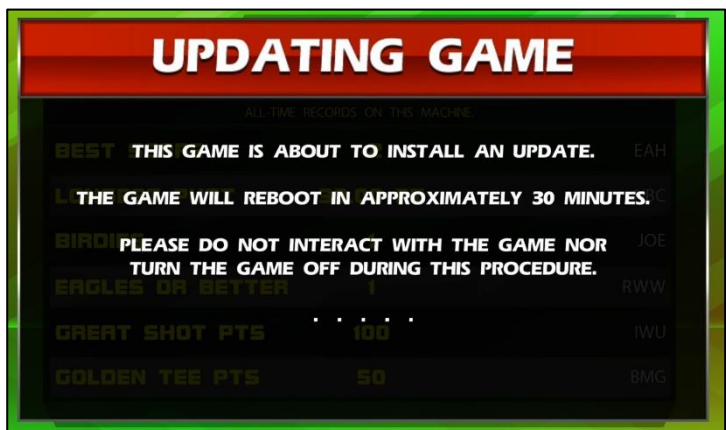 UPDATING GAME
ALL-TIME RECORDS ON THIS MACHINE.
BEST
EAH
THIS GAME IS ABOUT TO INSTALL AN UPDATE.
THE GAME WILL REBOOT IN APPROXIMATELY 30 MINUTES.
BIRDIES
JOE
PLEASE DO NOT INTERACT WITH THE GAME NOR
TURN THE GAME OFF DURING THIS PROCEDURE.
EAGLES OR BETTER 1 RWW
. . . . .
GREAT SHOT PTS 100 IWU
GOLDEN TEE PTS 50 BMG